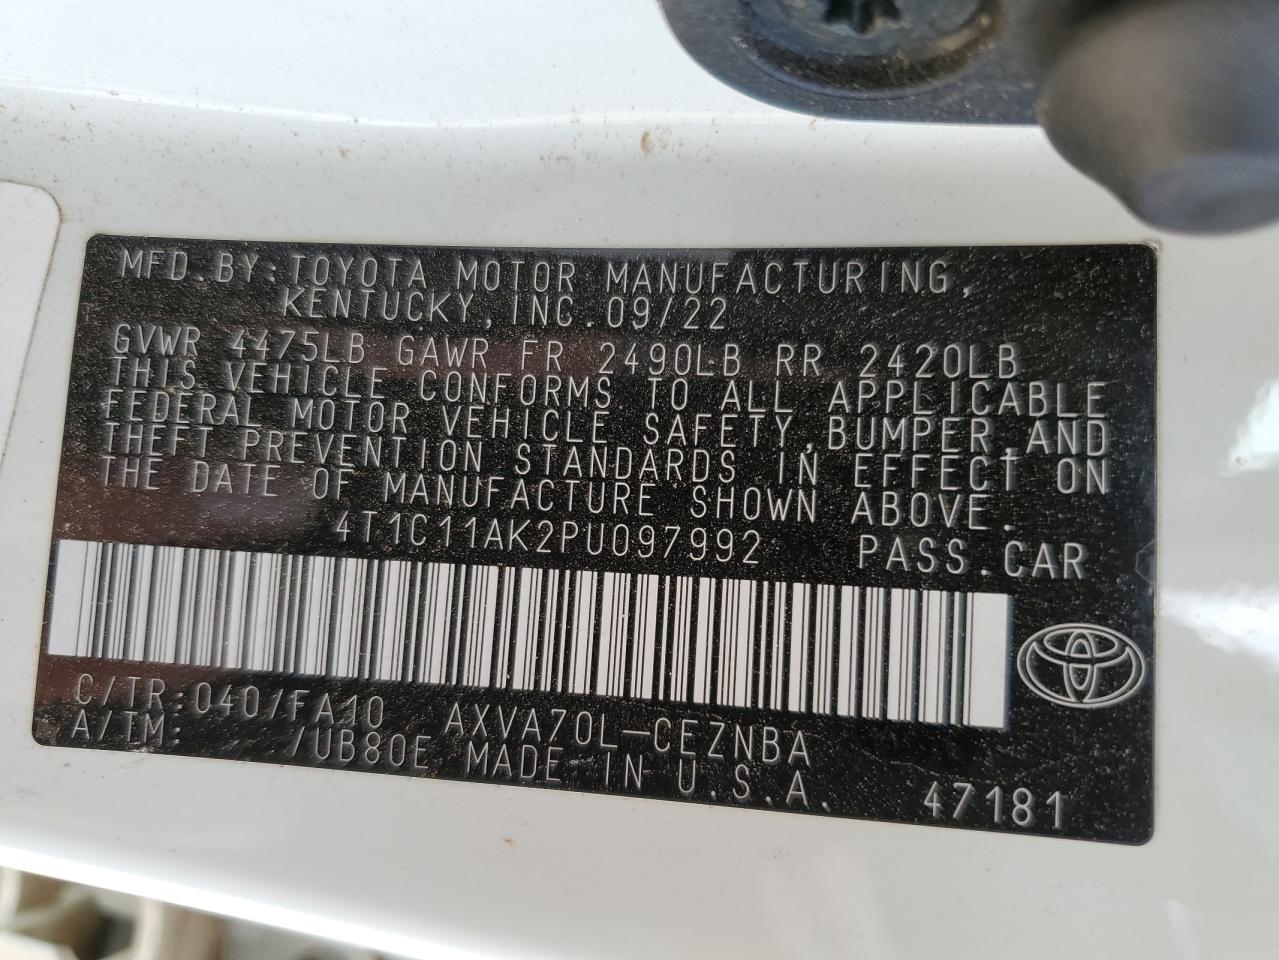 MFD.BY:TOYOTA MOTOR MANUFACTURING,
KENTUCKY, INC. 09/22
GVWR 4475LB GAWR FR 2490LB RR 2420LB
THIS VEHICLE CONFORMS TO ALL APPLICABLE
FEDERAL MOTOR VEHICLE SAFETY,BUMPER,AND
THEFT PREVENTION STANDARDS IN EFFECT ON
THE DATE OF MANUFACTURE SHOWN ABOVE.
4T1C11AK2PU097992 PASS.CAR
C/TR:040/FA10 AXVA70L-CEZNBA
A/TM: /UB80E MADE IN U.S.A. 47181